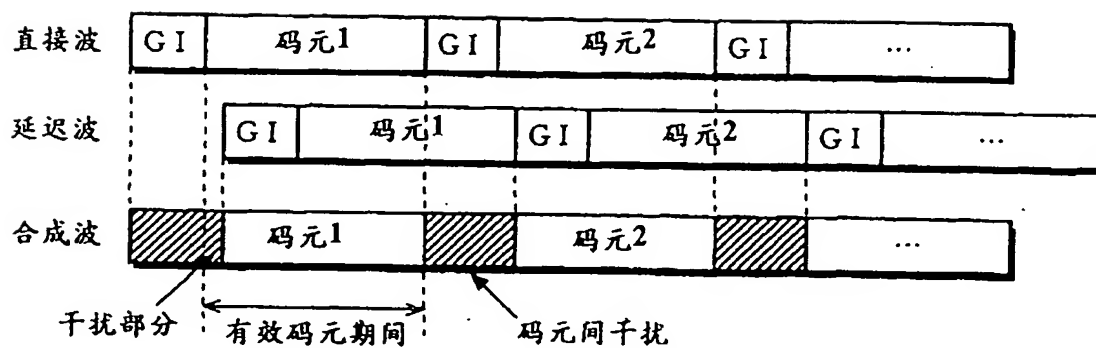 直接波 GI 码元1 GI 码元2 GI …
延迟波 GI 码元1 GI 码元2 GI …
合成波 码元1 码元2 …
干扰部分 有效码元期间 码元间干扰